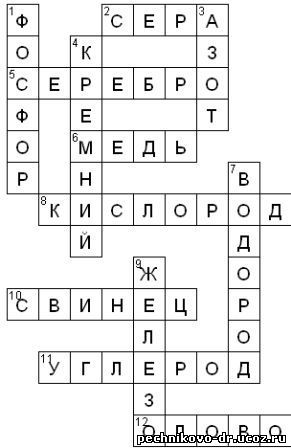 1 Ф 2 С Е Р 3 А
О 4 К З
5 С Е Р Е Б Р О
Ф Е Т
О 6 М Е Д Ь
Р Н 7 В
8 К И С Л О Р О Д
Й Д
9 Ж О
10 С В И Н Е Ц Р
Л О
11 У Г Л Е Р О Д
З
12 О Л О В О
pechnikovo-dr.ucoz.ru